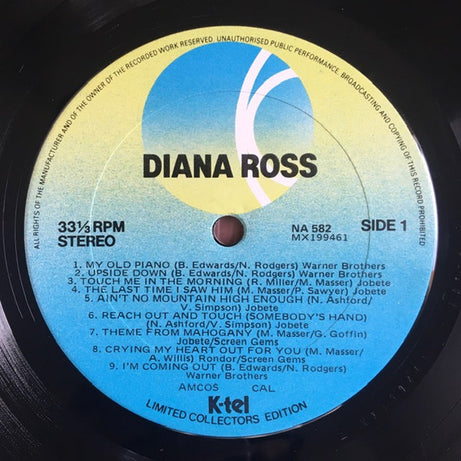 ALL RIGHTS OF THE MANUFACTURER AND OF THE OWNER OF THE RECORDED WORK RESERVED. UNAUTHORISED PUBLIC PERFORMANCE, BROADCASTING AND COPYING OF THIS RECORD PROHIBITED
DIANA ROSS
33⅓ RPM
STEREO
NA 582
MX199461
SIDE 1
1. MY OLD PIANO (B. Edwards/N. Rodgers) Warner Brothers
2. UPSIDE DOWN (B. Edwards/N. Rodgers) Warner Brothers
3. TOUCH ME IN THE MORNING (R. Miller/M. Masser) Jobete
4. THE LAST TIME I SAW HIM (M. Masser/P. Sawyer) Jobete
5. AIN'T NO MOUNTAIN HIGH ENOUGH (N. Ashford/
V. Simpson) Jobete
6. REACH OUT AND TOUCH (SOMEBODY'S HAND)
(N. Ashford/V. Simpson) Jobete
7. THEME FROM MAHOGANY (M. Masser/G. Goffin)
Jobete/Screen Gems
8. CRYING MY HEART OUT FOR YOU (M. Masser/
A. Willis) Rondor/Screen Gems
9. I'M COMING OUT (B. Edwards/N. Rodgers)
Warner Brothers
AMCOS CAL
K-tel
LIMITED COLLECTORS EDITION